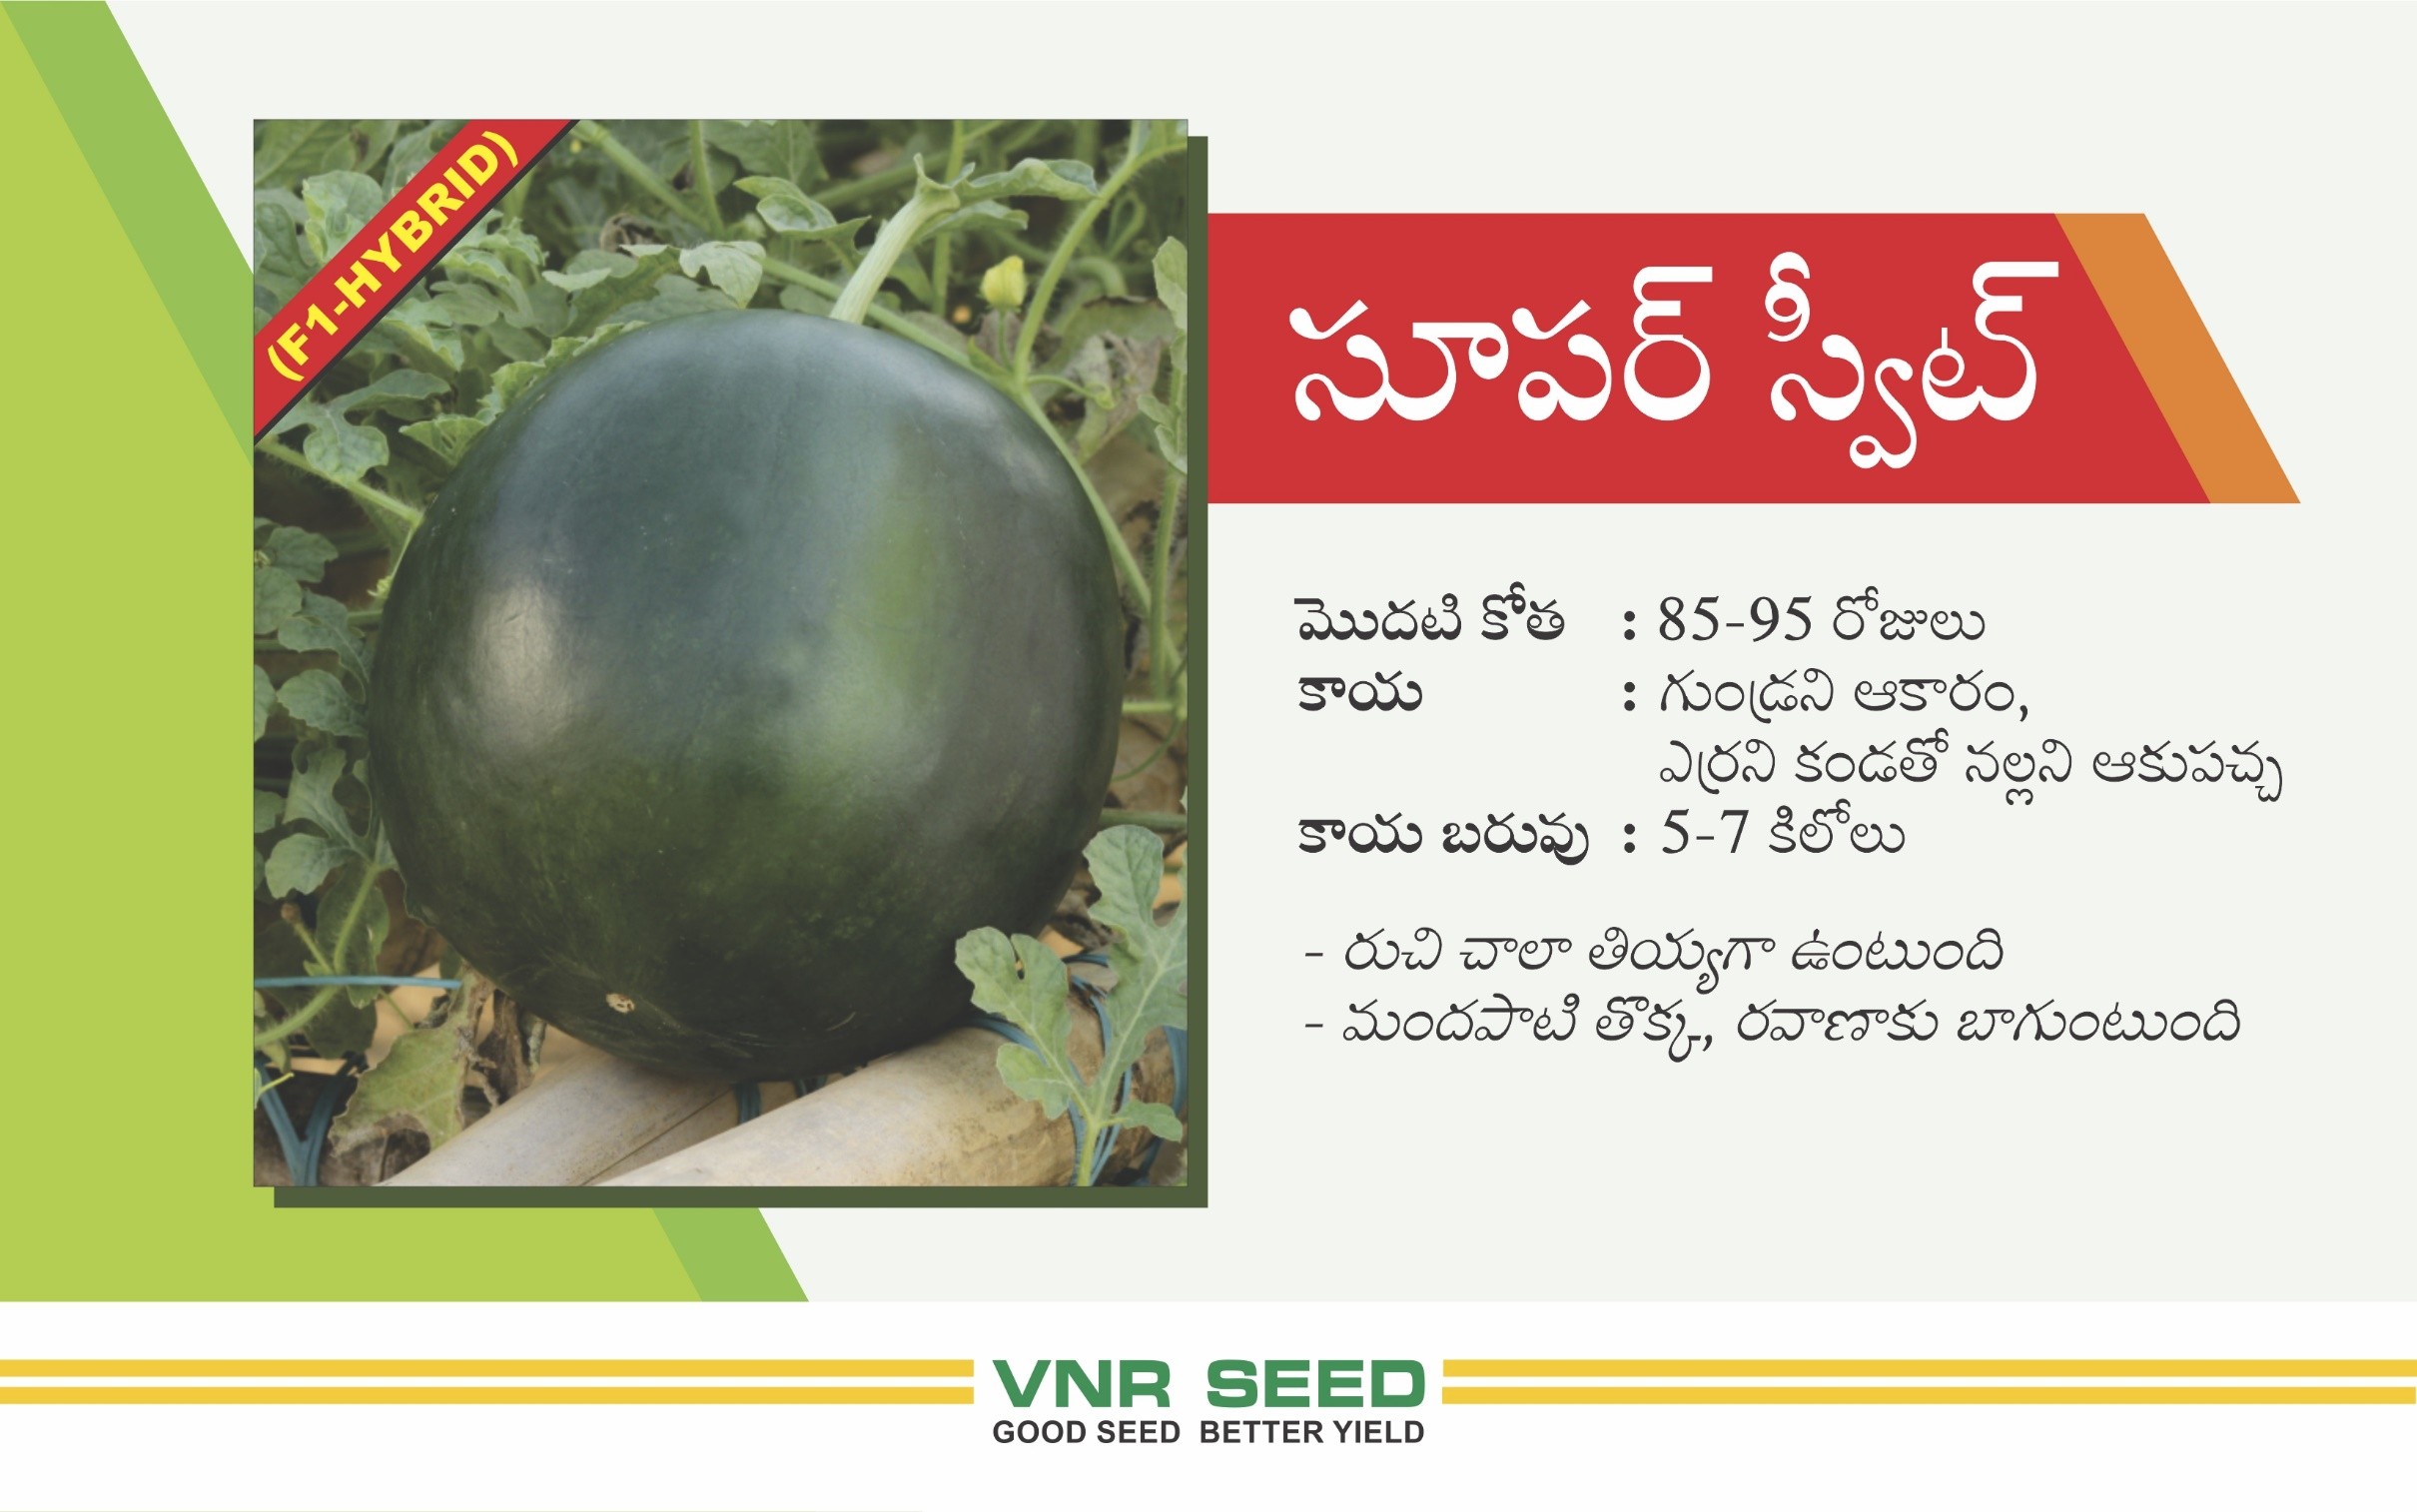 (F1-HYBRID))
సూపర్ స్వీట్
మొదటి కోత : 85-95 రోజులు
కాయ : గుండ్రని ఆకారం,
ఎర్రని కండతో నల్లని ఆకుపచ్చ
కాయ బరువు : 5-7 కిలోలు
- రుచి చాలా తియ్యగా ఉంటుంది
- మందపాటి తొక్క, రవాణాకు బాగుంటుంది
VNR SEED
GOOD SEED BETTER YIELD